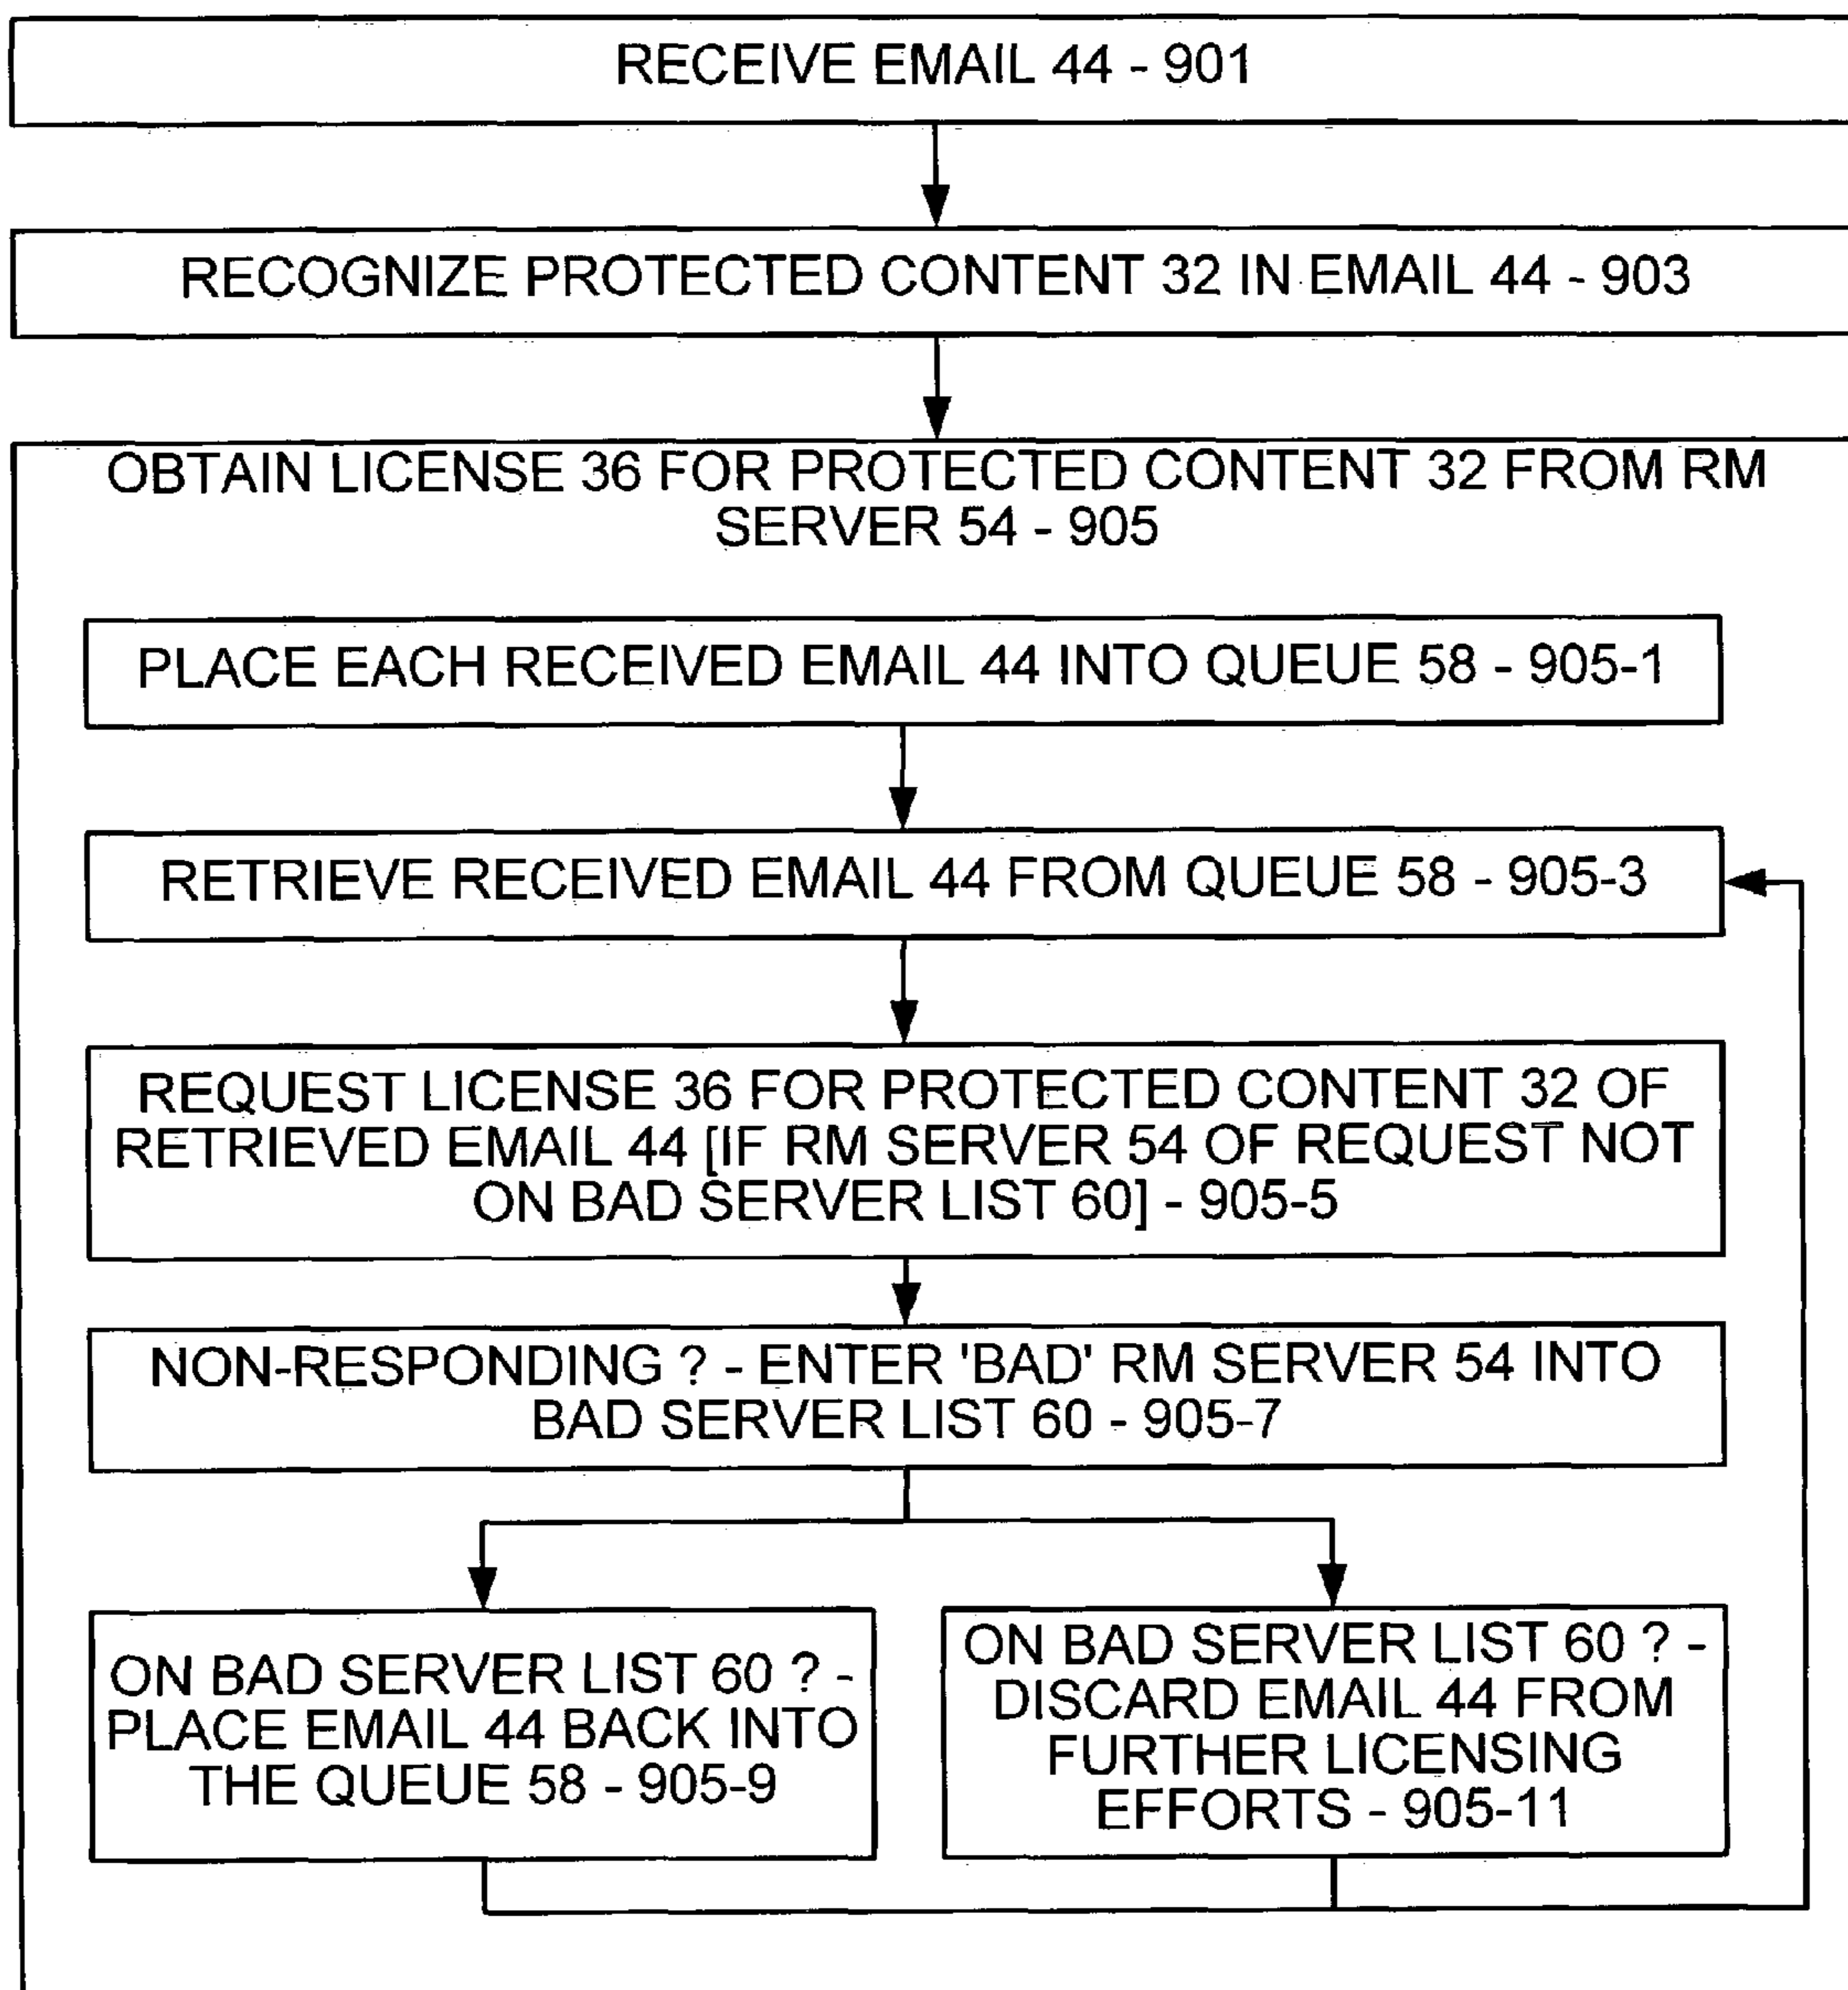 RECEIVE EMAIL 44 - 901
RECOGNIZE PROTECTED CONTENT 32 IN EMAIL 44 - 903
OBTAIN LICENSE 36 FOR PROTECTED CONTENT 32 FROM RM
SERVER 54 - 905
PLACE EACH RECEIVED EMAIL 44 INTO QUEUE 58 - 905-1
RETRIEVE RECEIVED EMAIL 44 FROM QUEUE 58 - 905-3
REQUEST LICENSE 36 FOR PROTECTED CONTENT 32 OF
RETRIEVED EMAIL 44 [IF RM SERVER 54 OF REQUEST NOT
ON BAD SERVER LIST 60] - 905-5
NON-RESPONDING ? - ENTER 'BAD' RM SERVER 54 INTO
BAD SERVER LIST 60 - 905-7
ON BAD SERVER LIST 60 ? -
PLACE EMAIL 44 BACK INTO
THE QUEUE 58 - 905-9
ON BAD SERVER LIST 60 ? -
DISCARD EMAIL 44 FROM
FURTHER LICENSING
EFFORTS - 905-11